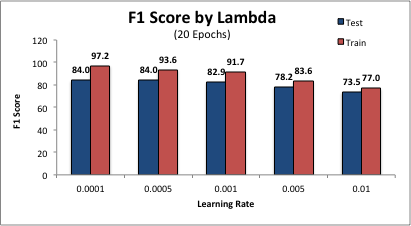 F1 Score by Lambda
(20 Epochs)
Test
Train
F1 Score
120
100
80
60
40
20
0
84.0 97.2
84.0 93.6
82.9 91.7
78.2 83.6
73.5 77.0
0.0001 0.0005 0.001 0.005 0.01
Learning Rate